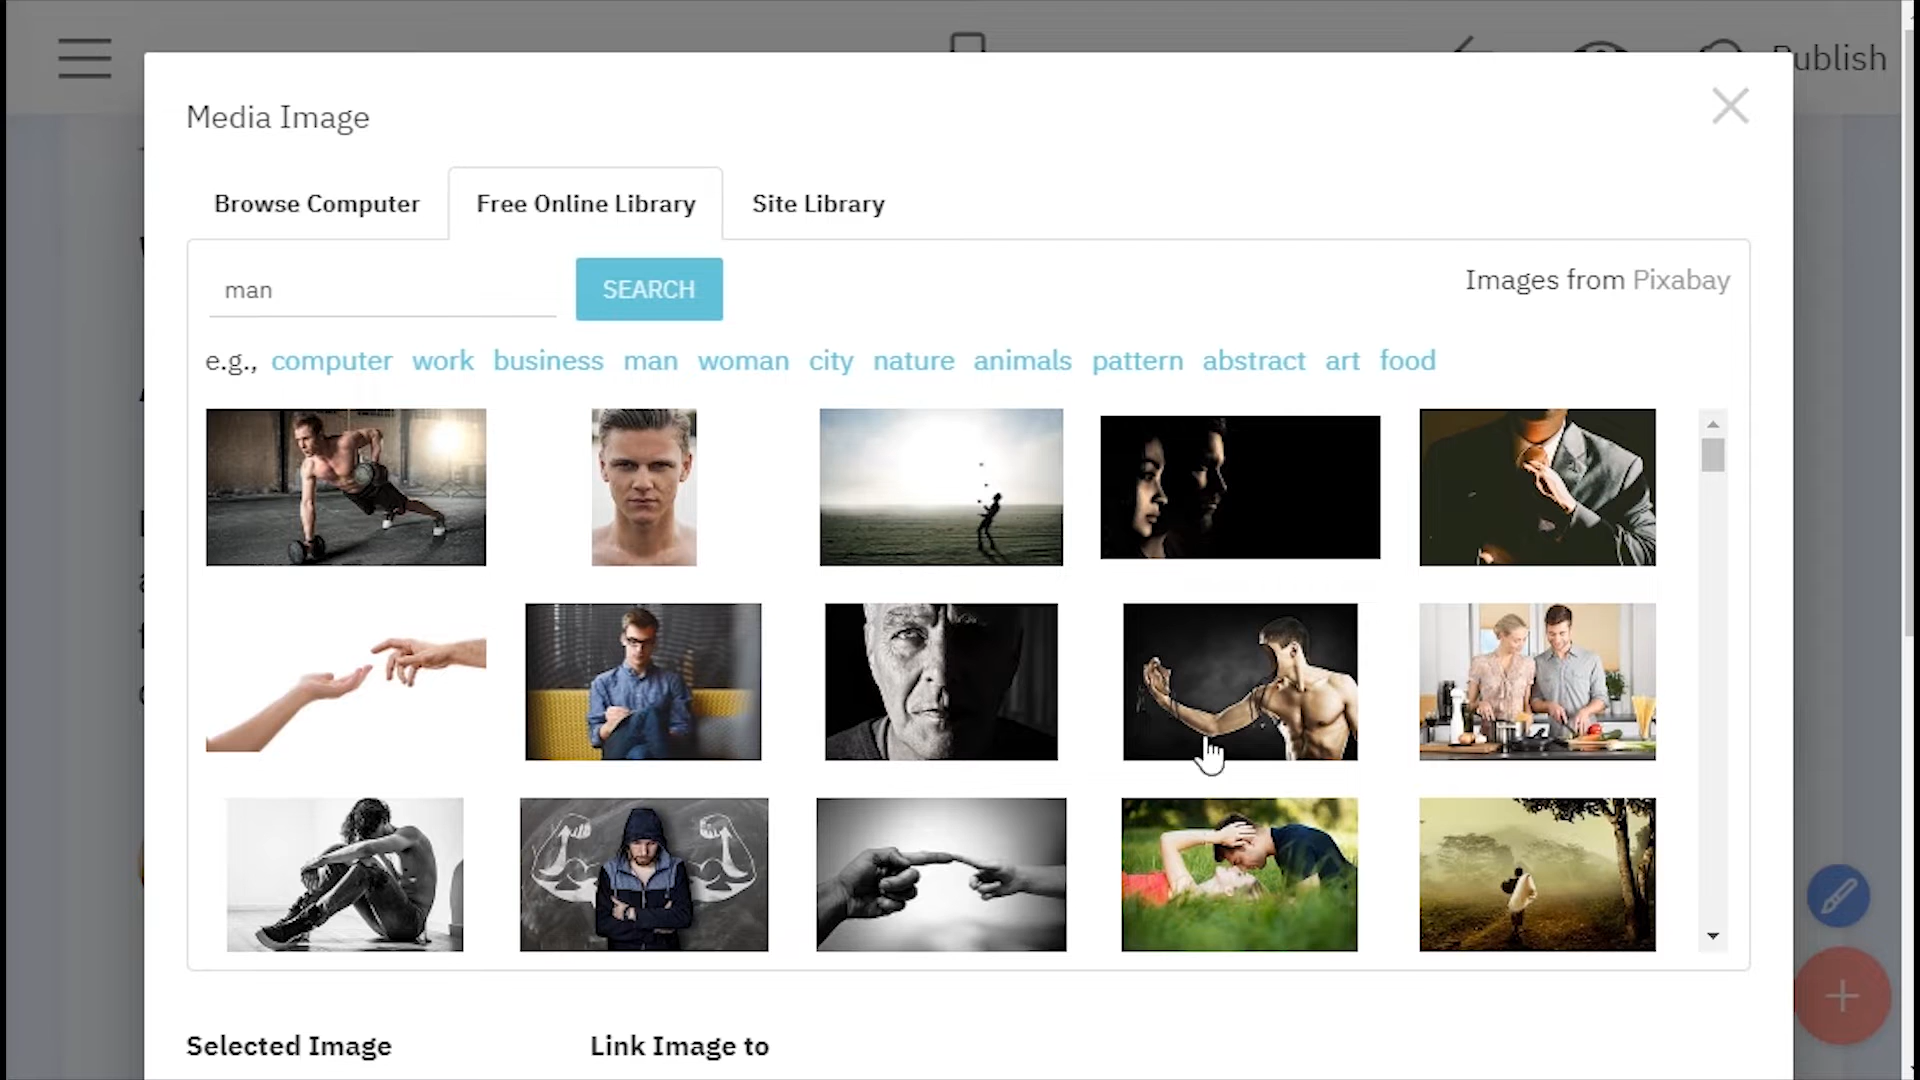 ublish
Media Image
Browse Computer Free Online Library Site Library
man SEARCH Images from Pixabay
e.g., computer work business man woman city nature animals pattern abstract art food
Selected Image Link Image to